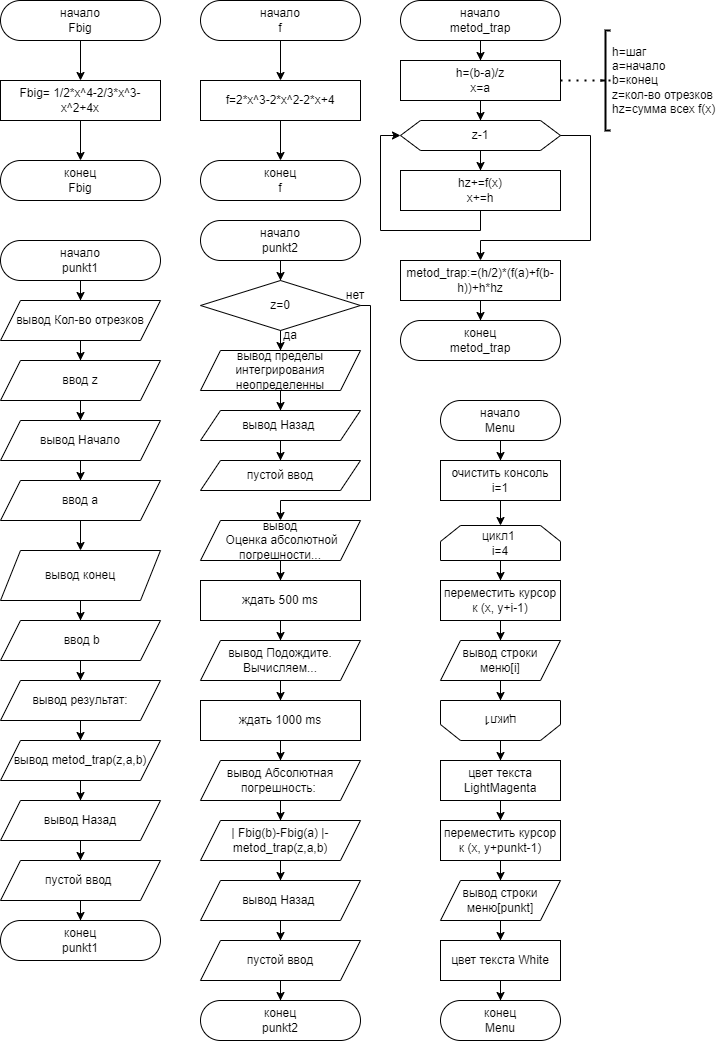 начало
Fbig
Fbig= 1/2*x^4-2/3*x^3-
x^2+4x
конец
Fbig
начало
f
f=2*x^3-2*x^2-2*x+4
конец
f
начало
metod_trap
h=(b-a)/z
x=a
h=шаг
a=начало
b=конец
z=кол-во отрезков
hz=сумма всех f(x)
z-1
hz+=f(x)
x+=h
metod_trap:=(h/2)*(f(a)+f(b-
h))+h*hz
конец
metod_trap
начало
punkt1
вывод Кол-во отрезков
ввод z
вывод Начало
ввод a
вывод конец
ввод b
вывод результат:
вывод metod_trap(z,a,b)
вывод Назад
пустой ввод
конец
punkt1
начало
punkt2
z=0
нет
да
вывод пределы
интегрирования
неопределенны
вывод Назад
пустой ввод
вывод
Оценка абсолютной
погрешности...
ждать 500 ms
вывод Подождите.
Вычисляем...
ждать 1000 ms
вывод Абсолютная
погрешность:
| Fbig(b)-Fbig(a) |-
metod_trap(z,a,b)
вывод Назад
пустой ввод
конец
punkt2
начало
Menu
очистить консоль
i=1
цикл1
i=4
переместить курсор
к (x, y+i-1)
вывод строки
меню[i]
цикл1
цвет текста
LightMagenta
переместить курсор
к (x, y+punkt-1)
вывод строки
меню[punkt]
цвет текста White
конец
Menu